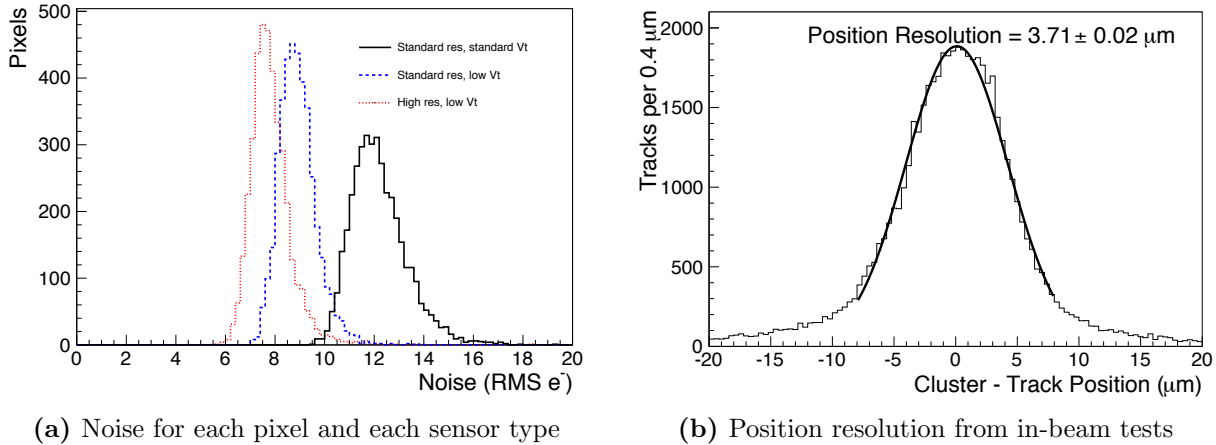 Pixels
500
400
300
200
100
0
Standard res, standard Vt
Standard res, low Vt
High res, low Vt
0 2 4 6 8 10 12 14 16 18 20
Noise (RMS e⁻)
(a) Noise for each pixel and each sensor type
Tracks per 0.4 μm
2000
1750
1500
1250
1000
750
500
250
0
Position Resolution = 3.71 ± 0.02 μm
-20 -15 -10 -5 0 5 10 15 20
Cluster - Track Position (μm)
(b) Position resolution from in-beam tests